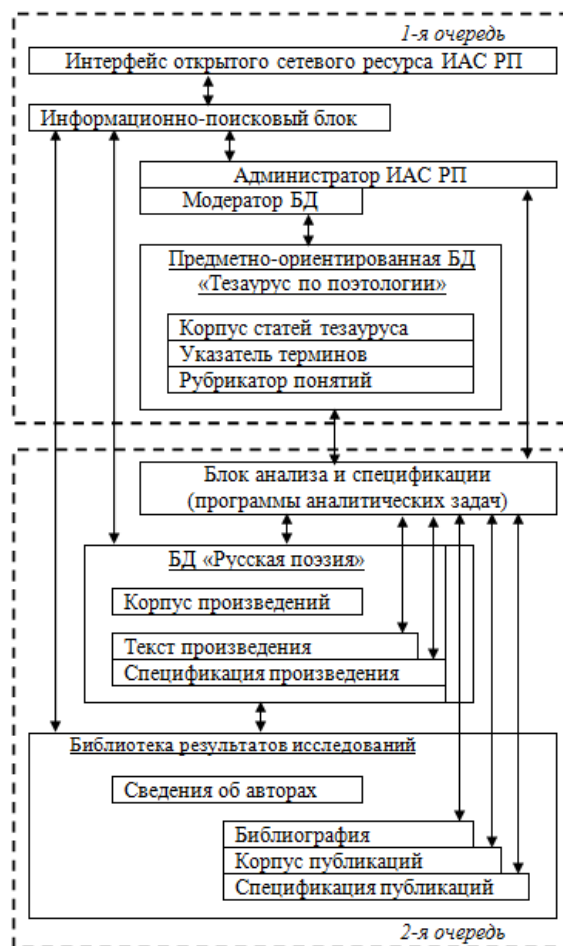 1-я очередь
Интерфейс открытого сетевого ресурса ИАС РП
Информационно-поисковый блок
Администратор ИАС РП
Модератор БД
Предметно-ориентированная БД
«Тезаурус по поэтологии»
Корпус статей тезауруса
Указатель терминов
Рубрикатор понятий
Блок анализа и спецификации
(программы аналитических задач)
БД «Русская поэзия»
Корпус произведений
Текст произведения
Спецификация произведения
Библиотека результатов исследований
Сведения об авторах
Библиография
Корпус публикаций
Спецификация публикаций
2-я очередь